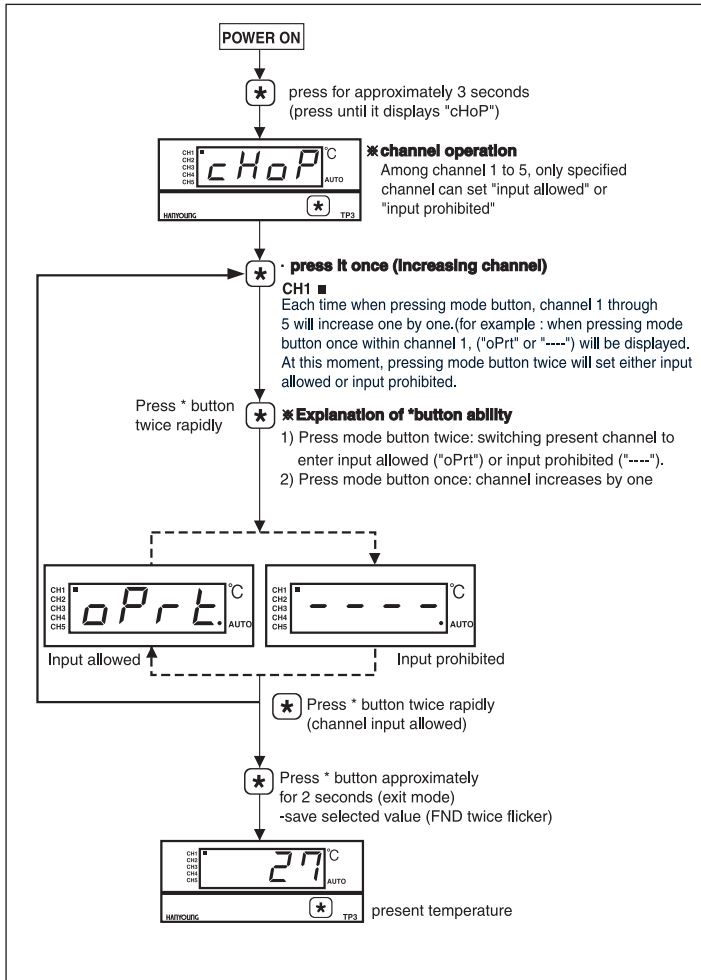 POWER ON
*
press for approximately 3 seconds
(press until it displays "cHoP")
CH1
CH2
CH3
CH4
CH5
cHoP
°C
AUTO
*
HANYOUNG
TP3
※channel operation
Among channel 1 to 5, only specified
channel can set "input allowed" or
"input prohibited"
*
· press it once (increasing channel)
CH1 ■
Each time when pressing mode button, channel 1 through
5 will increase one by one.(for example : when pressing mode
button once within channel 1, ("oPrt" or "----") will be displayed.
At this moment, pressing mode button twice will set either input
allowed or input prohibited.
Press * button
twice rapidly
*
※Explanation of *button ability
1) Press mode button twice: switching present channel to
enter input allowed ("oPrt") or input prohibited ("----").
2) Press mode button once: channel increases by one
CH1
CH2
CH3
CH4
CH5
oPrt.
°C
AUTO
Input allowed
CH1
CH2
CH3
CH4
CH5
- - - -.
°C
AUTO
Input prohibited
*
Press * button twice rapidly
(channel input allowed)
*
Press * button approximately
for 2 seconds (exit mode)
-save selected value (FND twice flicker)
CH1
CH2
CH3
CH4
CH5
27
°C
AUTO
*
HANYOUNG
TP3
present temperature